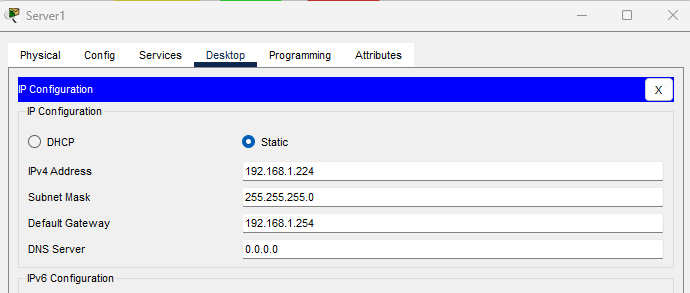 Server1
Physical Config Services Desktop Programming Attributes
IP Configuration X
IP Configuration
DHCP Static
IPv4 Address 192.168.1.224
Subnet Mask 255.255.255.0
Default Gateway 192.168.1.254
DNS Server 0.0.0.0
IPv6 Configuration